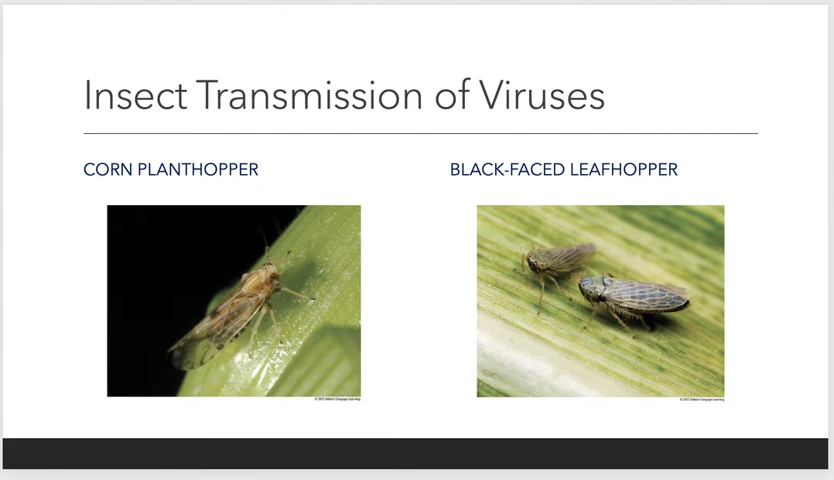 Insect Transmission of Viruses
CORN PLANTHOPPER
BLACK-FACED LEAFHOPPER